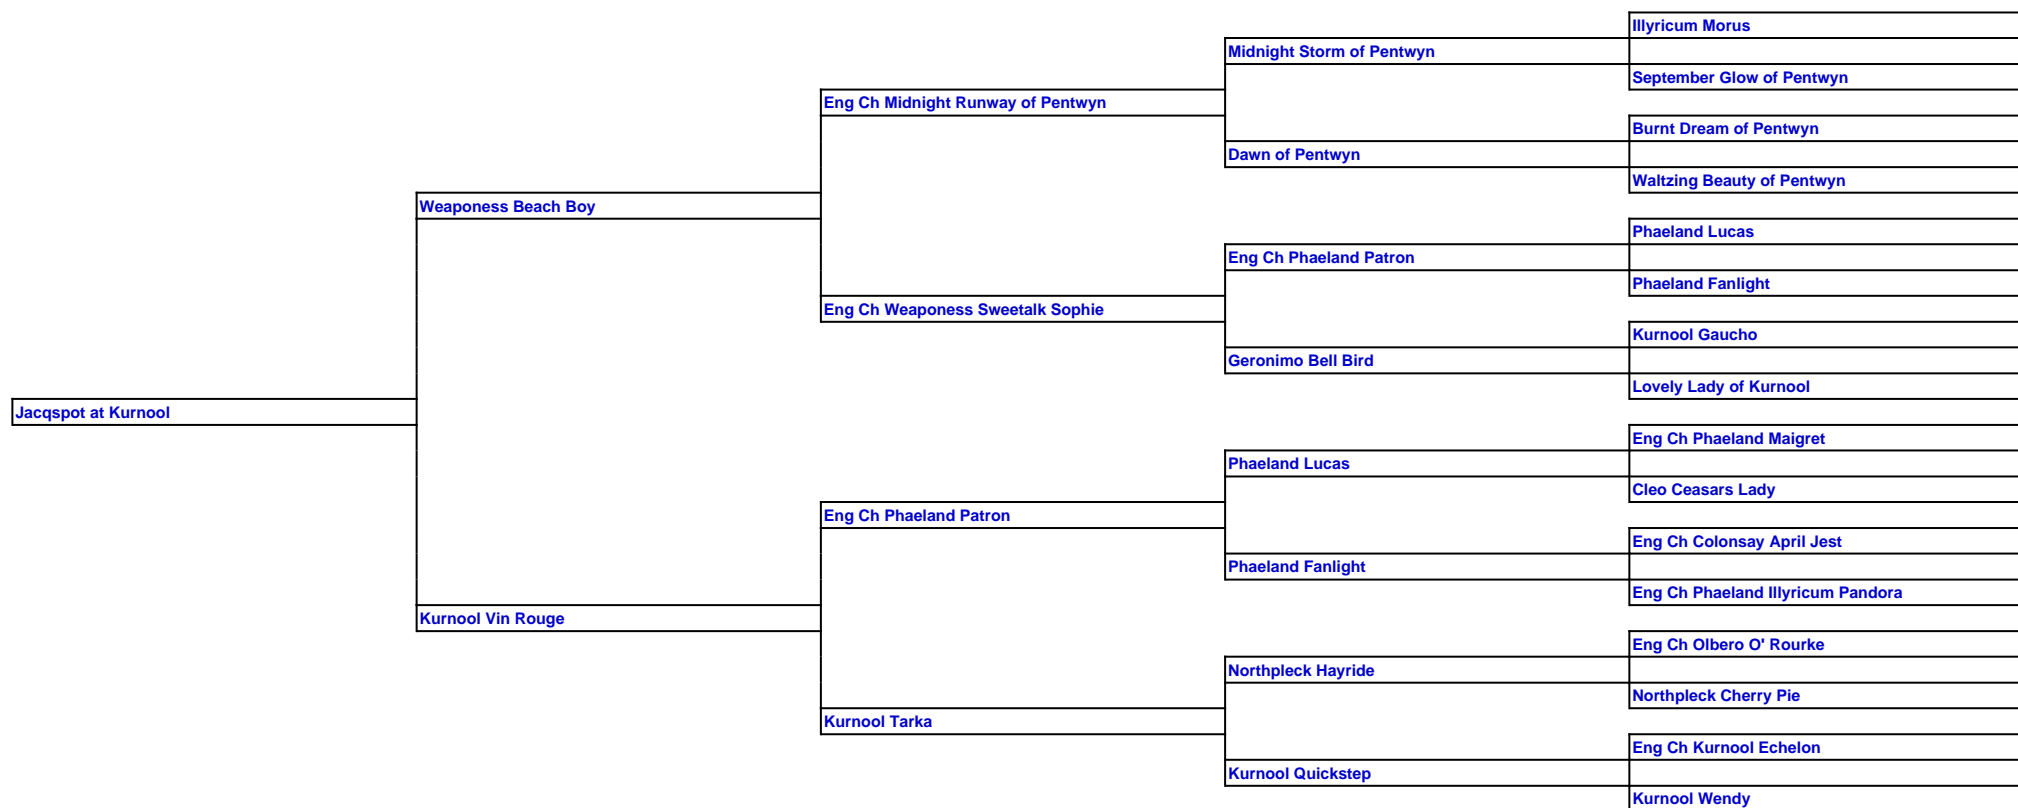 Illyricum Morus
Midnight Storm of Pentwyn
September Glow of Pentwyn
Eng Ch Midnight Runway of Pentwyn
Burnt Dream of Pentwyn
Dawn of Pentwyn
Waltzing Beauty of Pentwyn
Weaponess Beach Boy
Phaeland Lucas
Eng Ch Phaeland Patron
Phaeland Fanlight
Eng Ch Weaponess Sweetalk Sophie
Kurnool Gaucho
Geronimo Bell Bird
Lovely Lady of Kurnool
Jacqspot at Kurnool
Eng Ch Phaeland Maigret
Phaeland Lucas
Cleo Ceasars Lady
Eng Ch Phaeland Patron
Eng Ch Colonsay April Jest
Phaeland Fanlight
Eng Ch Phaeland Illyricum Pandora
Kurnool Vin Rouge
Eng Ch Olbero O' Rourke
Northpleck Hayride
Northpleck Cherry Pie
Kurnool Tarka
Eng Ch Kurnool Echelon
Kurnool Quickstep
Kurnool Wendy